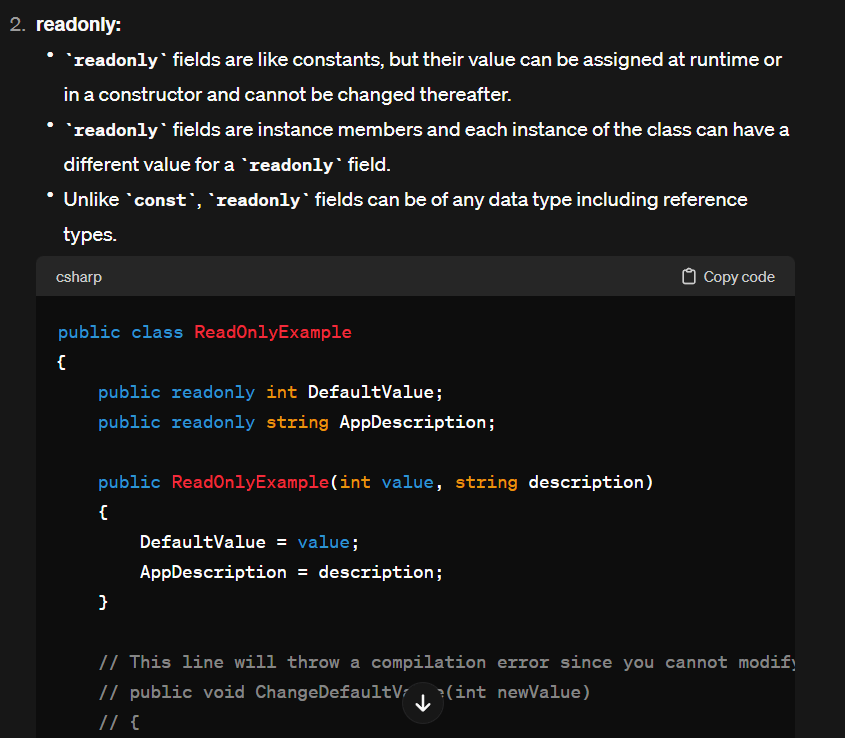 2. readonly:
• `readonly` fields are like constants, but their value can be assigned at runtime or
in a constructor and cannot be changed thereafter.
• `readonly` fields are instance members and each instance of the class can have a
different value for a `readonly` field.
• Unlike `const`, `readonly` fields can be of any data type including reference
types.
csharp Copy code
public class ReadOnlyExample
{
    public readonly int DefaultValue;
    public readonly string AppDescription;
    public ReadOnlyExample(int value, string description)
    {
        DefaultValue = value;
        AppDescription = description;
    }
    // This line will throw a compilation error since you cannot modify
    // public void (int newValue)
    // {